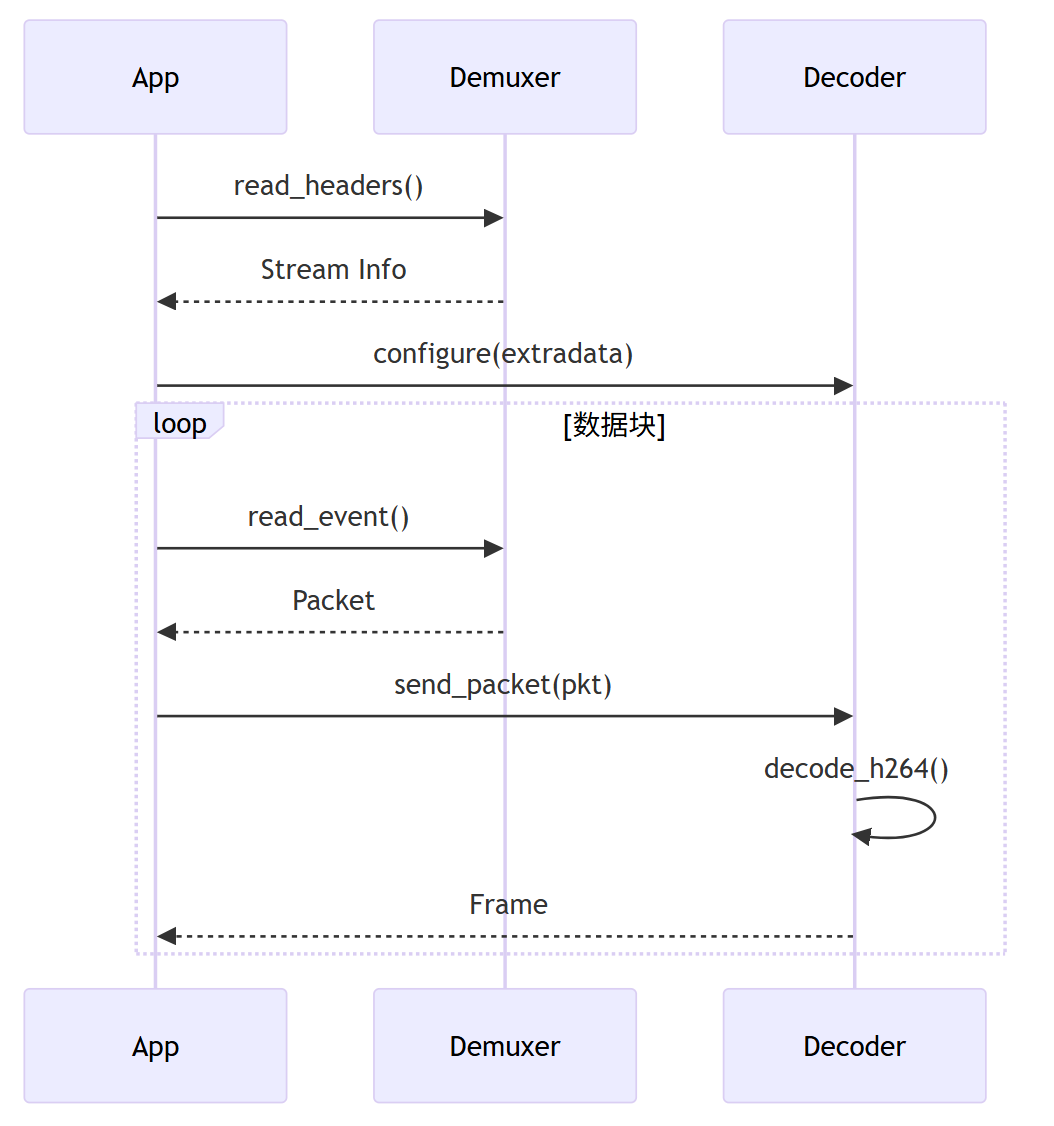 App
Demuxer
Decoder
read_headers()
Stream Info
configure(extradata)
loop
[数据块]
read_event()
Packet
send_packet(pkt)
decode_h264()
Frame
App
Demuxer
Decoder